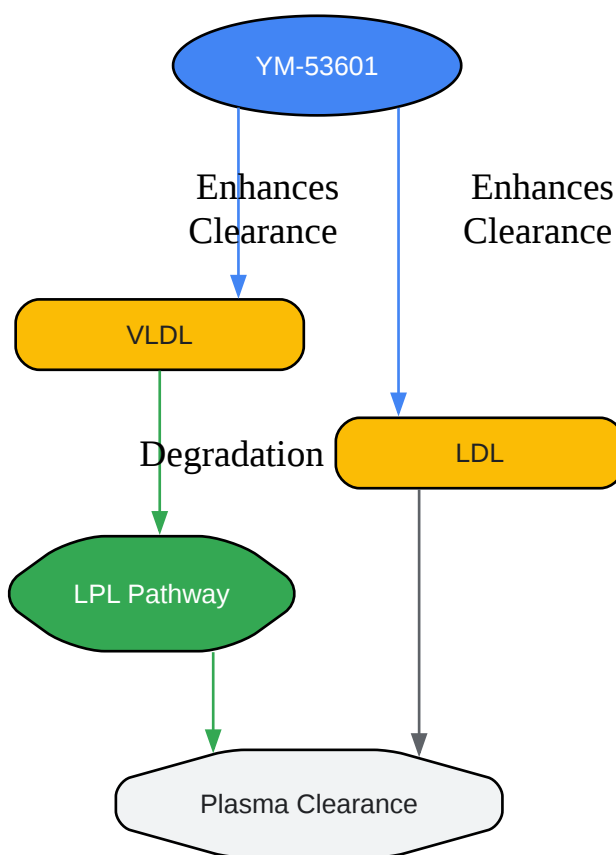 YM-53601
Enhances
Clearance
Enhances
Clearance
VLDL
Degradation
LDL
LPL Pathway
Plasma Clearance